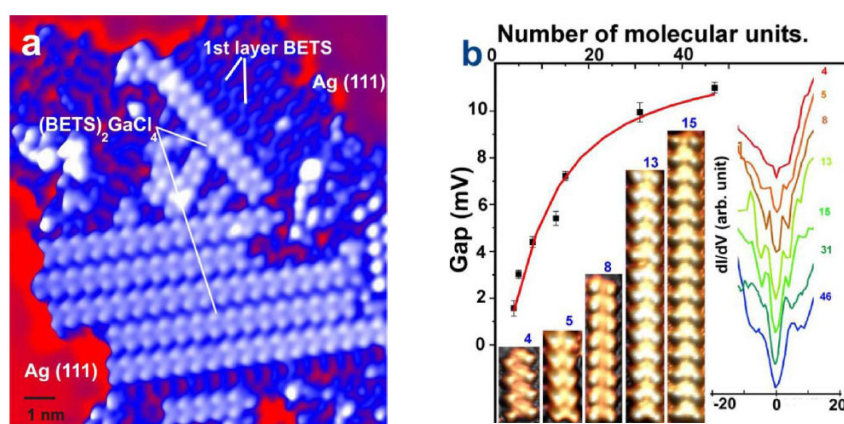 a
1st layer BETS
Ag (111)
(BETS)₂GaCl₄
Ag (111)
1 nm
b
Number of molecular units.
0 20 40
Gap (mV)
10
8
6
4
2
0
4
5
8
13
15
dI/dV (arb. unit)
4
5
8
13
15
31
46
-20 0 20